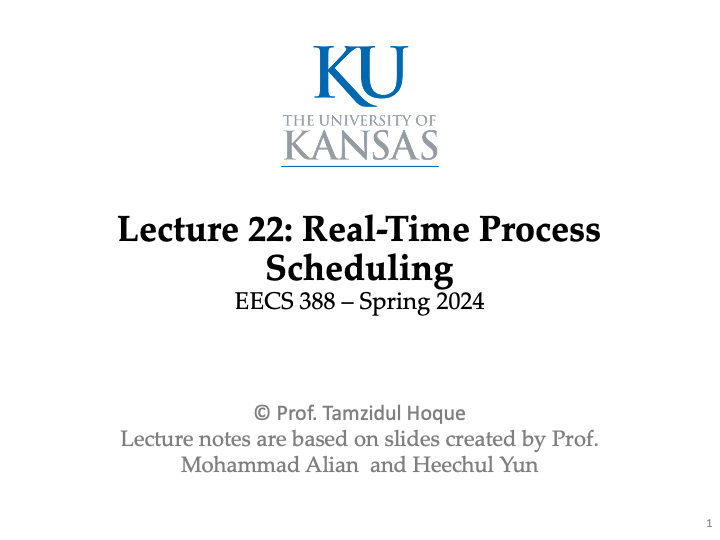 KU
THE UNIVERSITY OF
KANSAS
Lecture 22: Real-Time Process
Scheduling
EECS 388 – Spring 2024
© Prof. Tamzidul Hoque
Lecture notes are based on slides created by Prof.
Mohammad Alian  and Heechul Yun
1